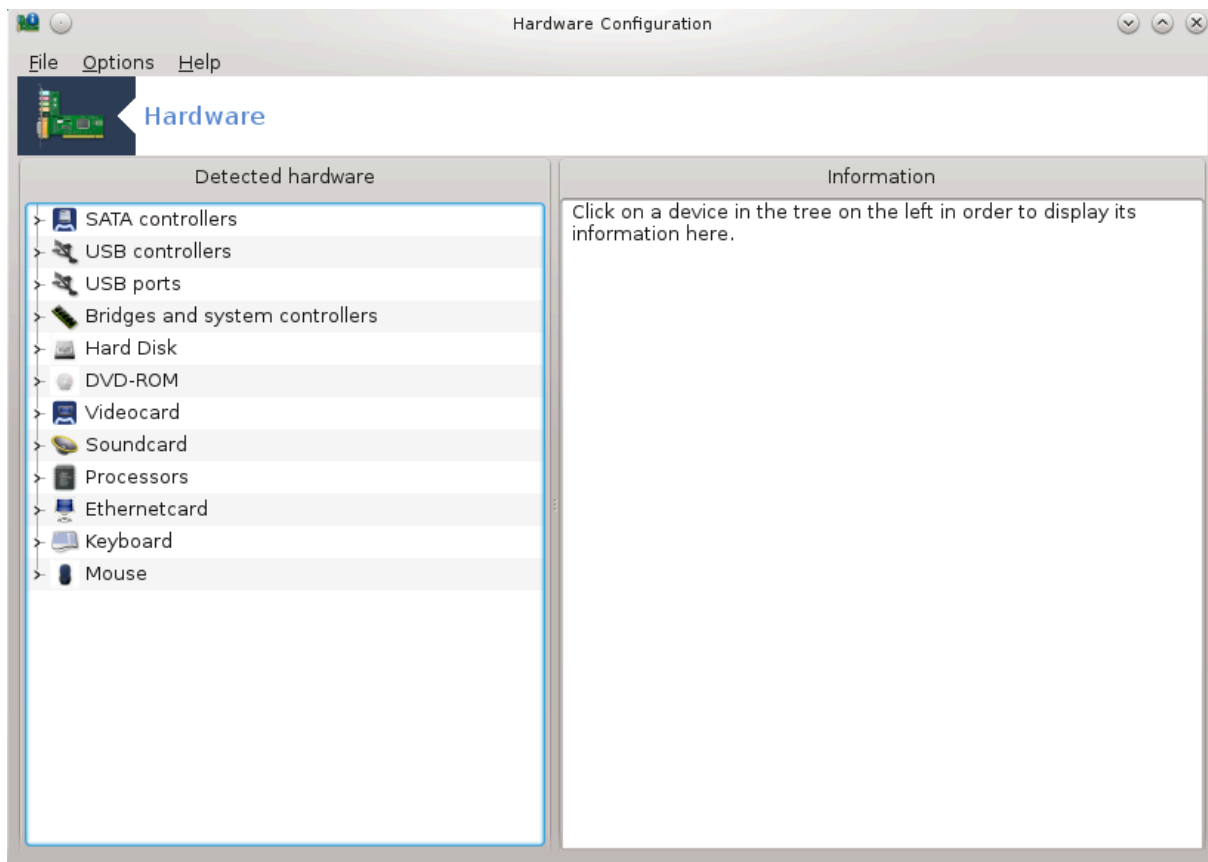 Hardware Configuration
File Options Help
Hardware
Detected hardware
SATA controllers
USB controllers
USB ports
Bridges and system controllers
Hard Disk
DVD-ROM
Videocard
Soundcard
Processors
Ethernetcard
Keyboard
Mouse
Information
Click on a device in the tree on the left in order to display its
information here.